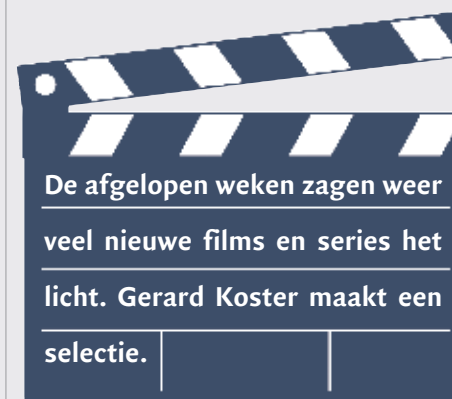 De afgelopen weken zagen weer
veel nieuwe films en series het
licht. Gerard Koster maakt een
selectie.